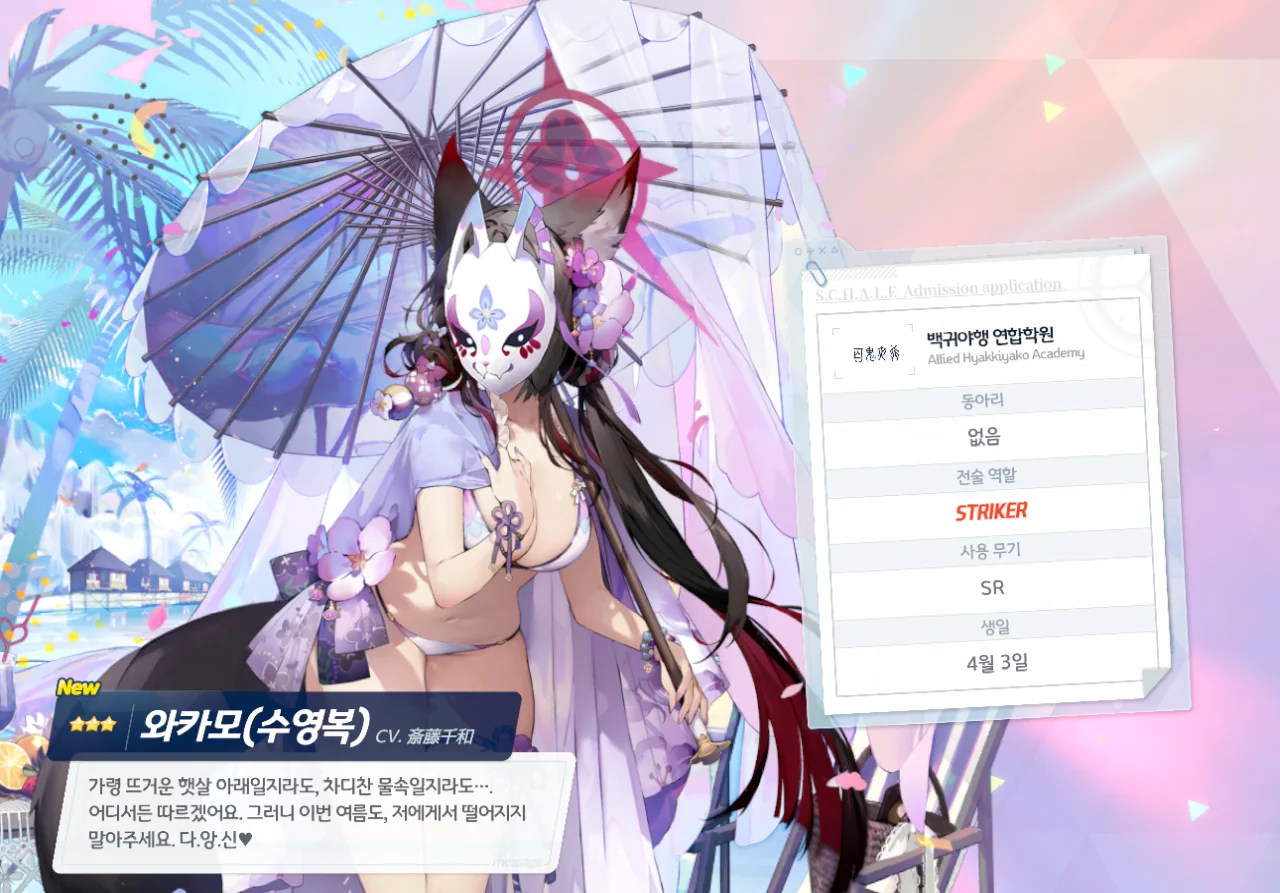 S.C.H.A.L.E Admission application
百鬼夜行
백귀야행 연합학원
Allied Hyakkiyako Academy
동아리
없음
전술 역할
STRIKER
사용 무기
SR
생일
4월 3일
New
와카모(수영복) CV. 斎藤千和
가령 뜨거운 햇살 아래일지라도, 차디찬 물속일지라도….
어디서든 따르겠어요. 그러니 이번 여름도, 저에게서 떨어지지
말아주세요. 다.앙.신♥
message